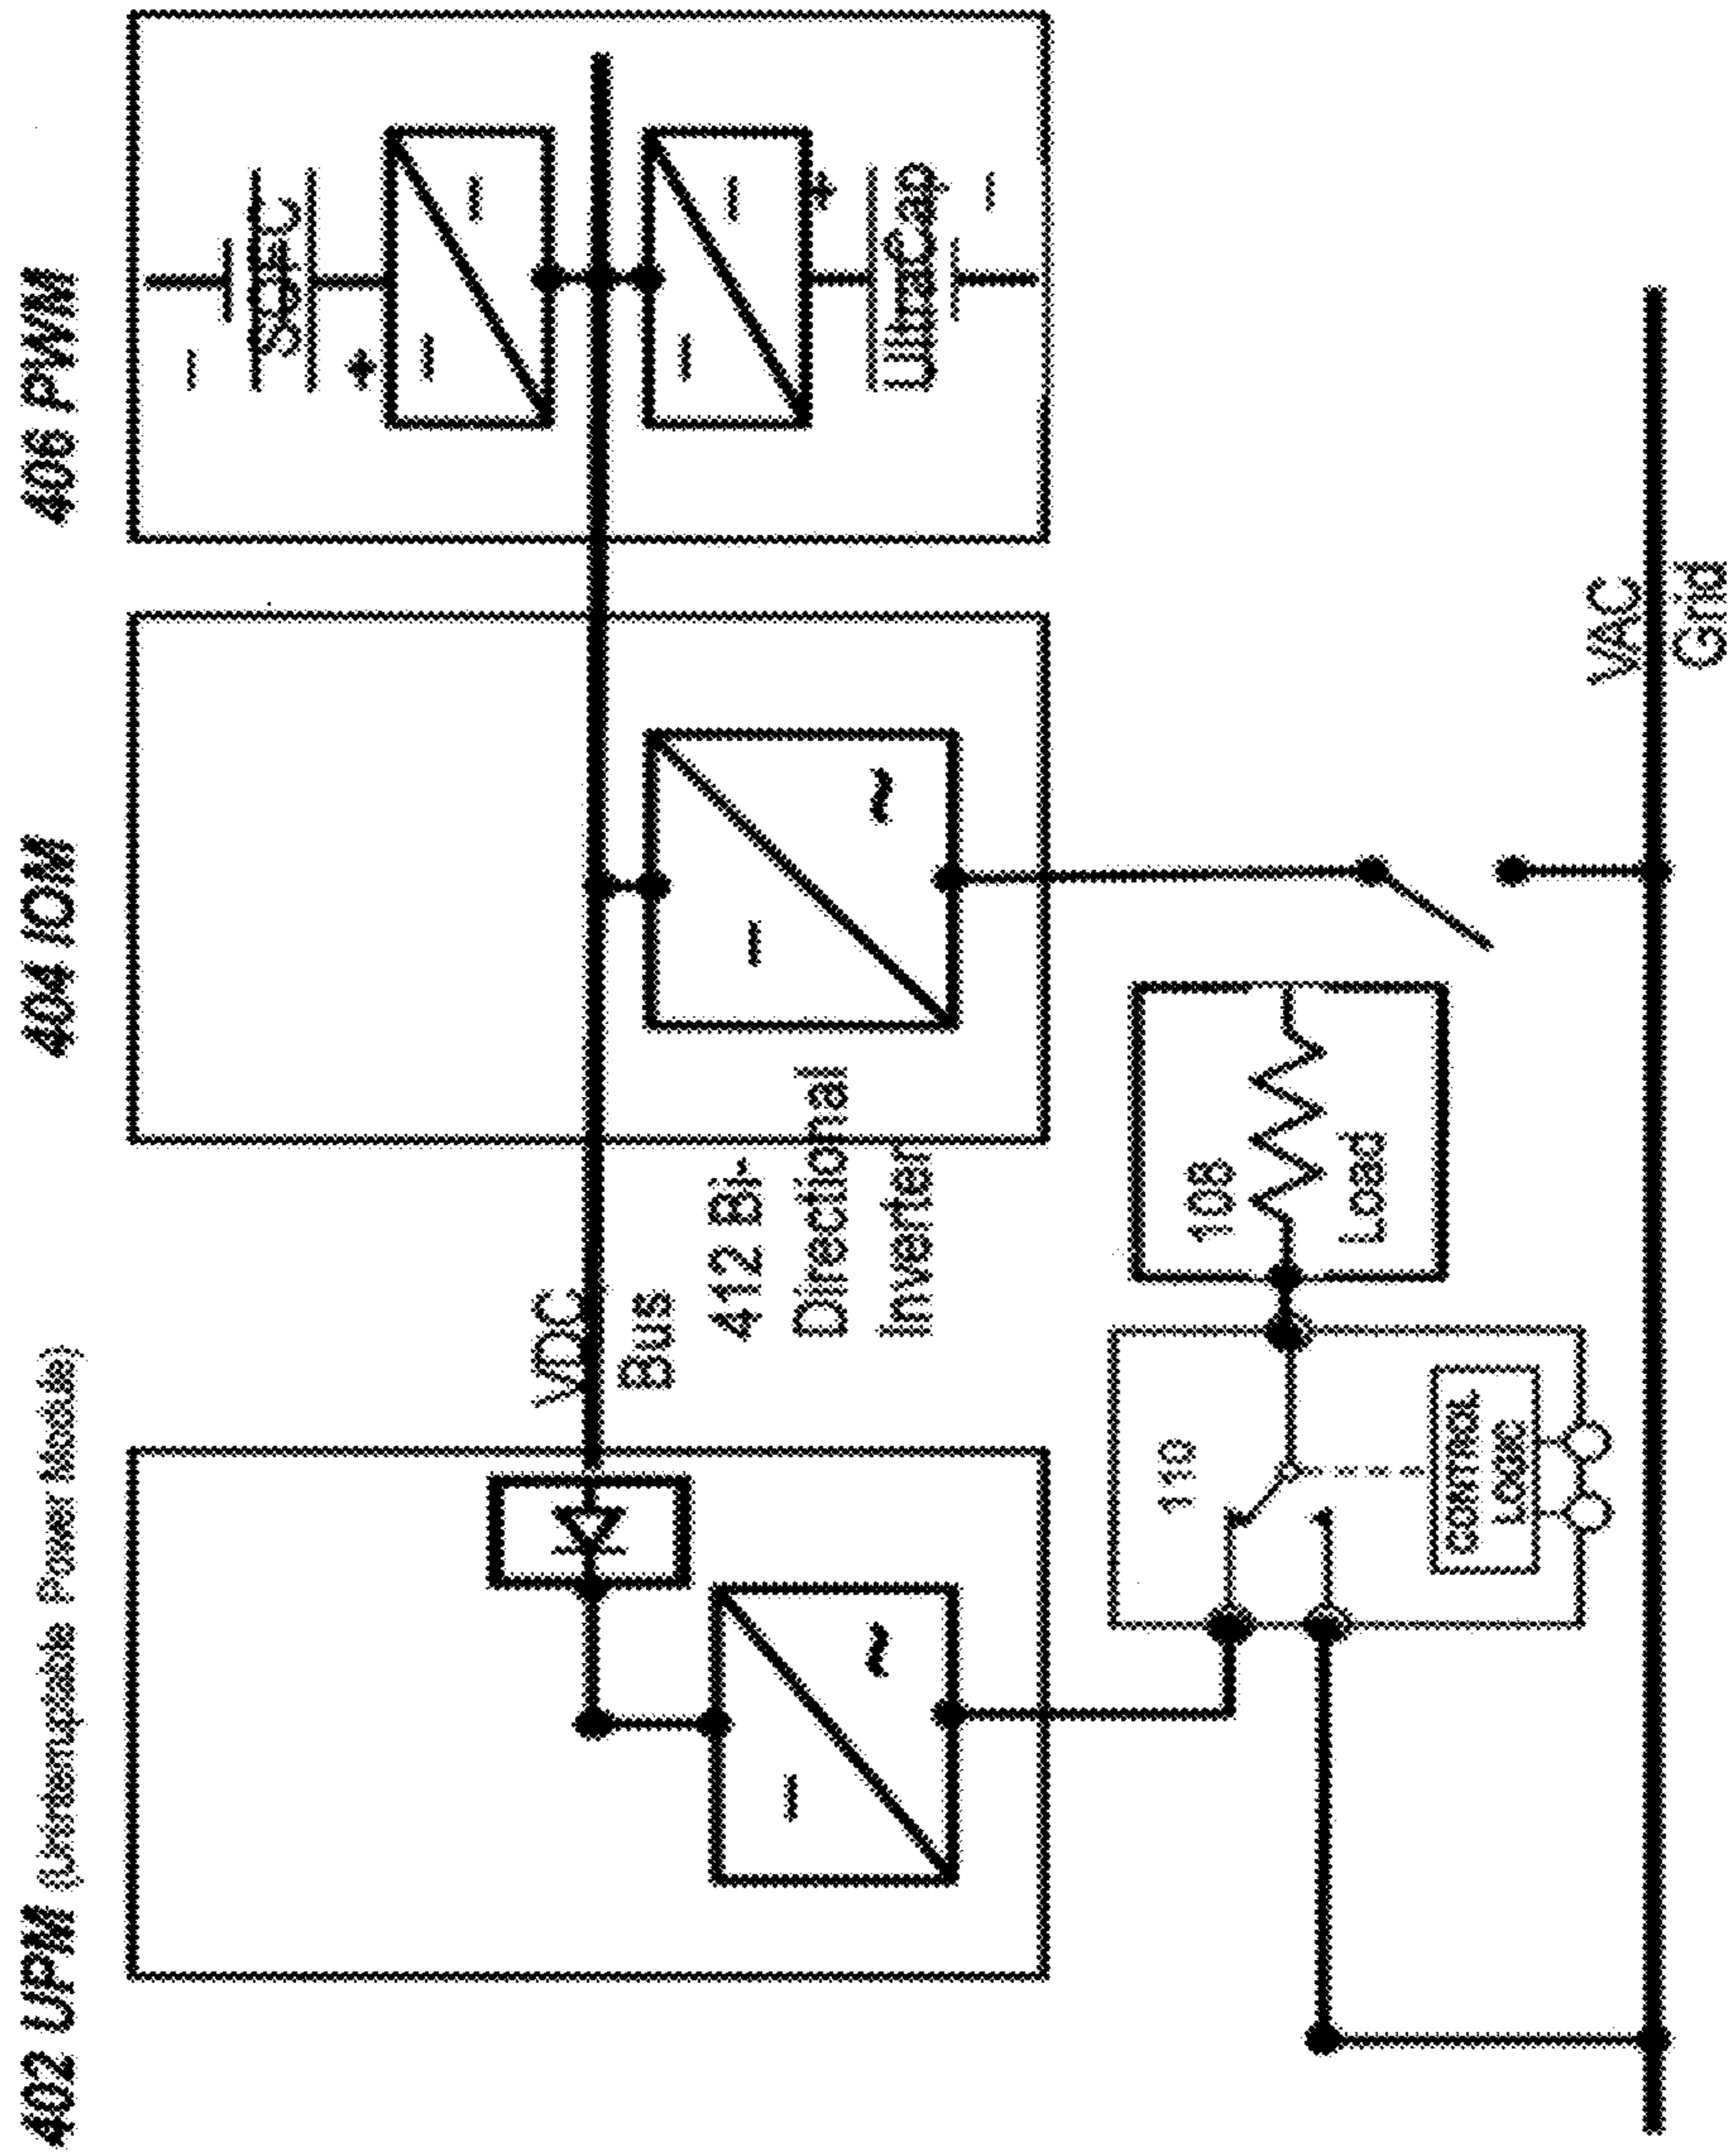 402 UPM (Uninterruptable Power Module)
404 IOM
406 PWM
SOFC
VDC
Bus
412 Bi-
Directional
Inverter
UltraCap
110
108
Load
CONTROL
LOGIC
VAC
Grid